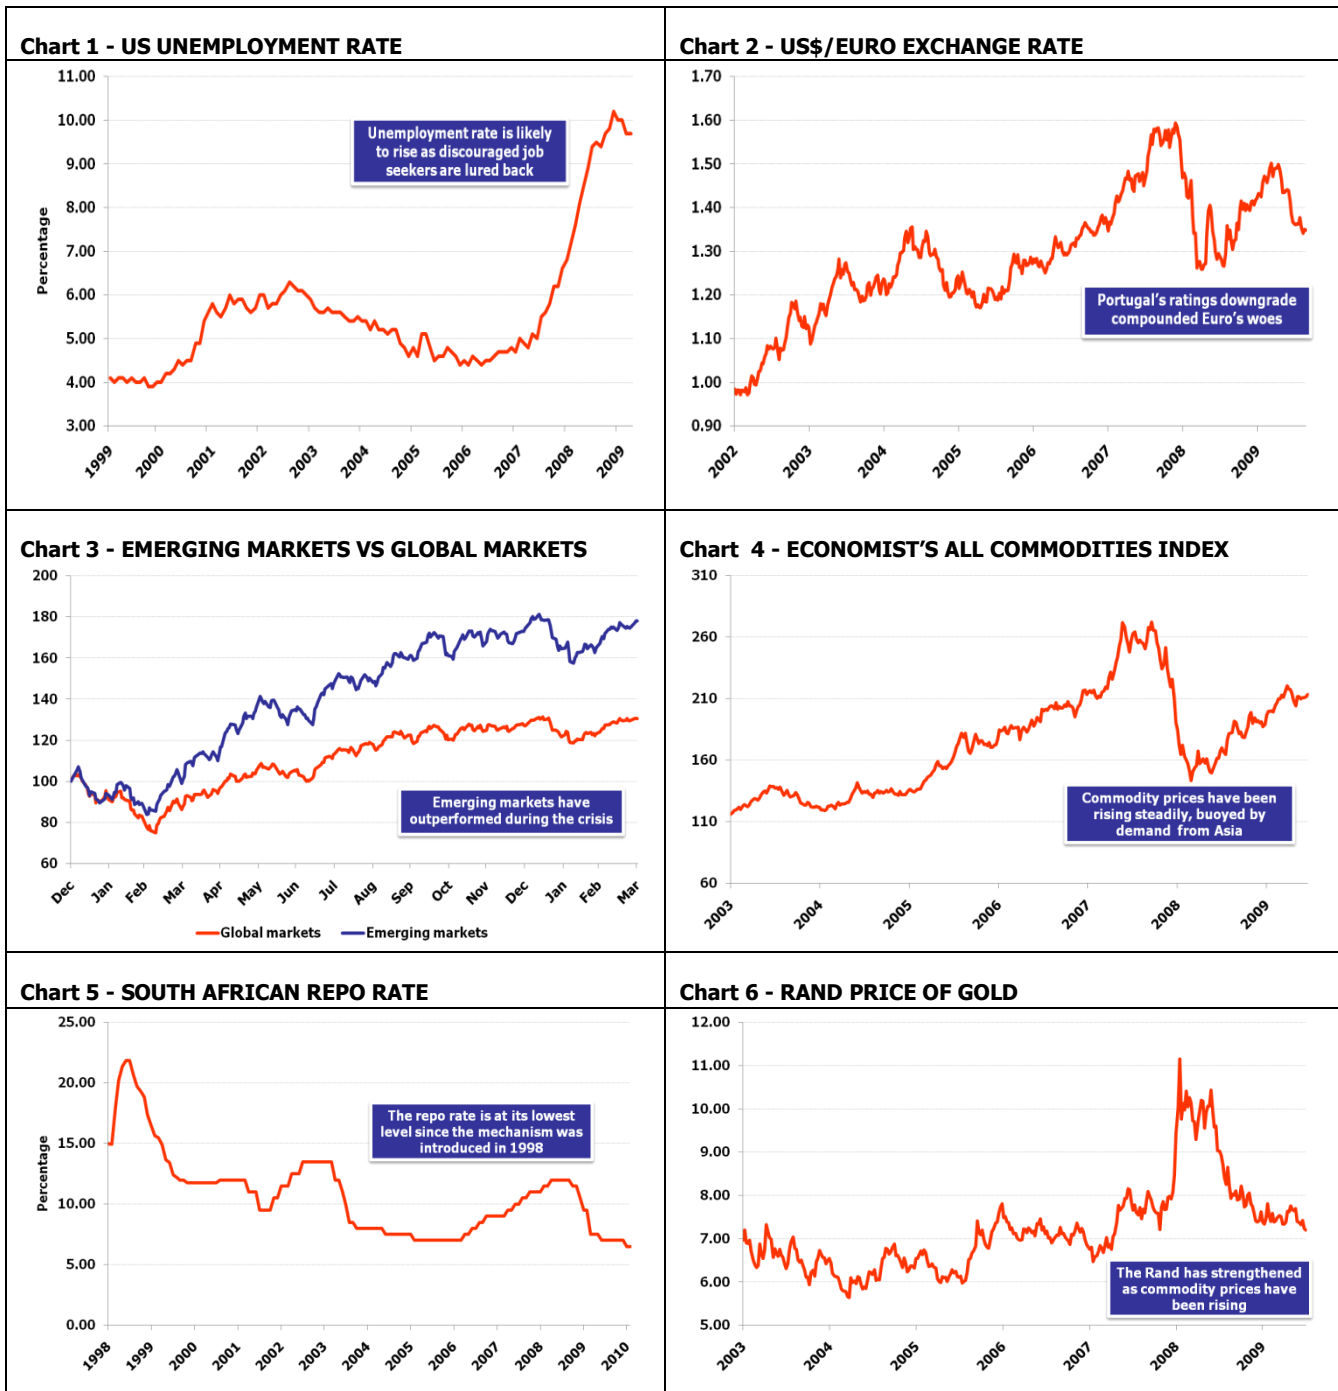 Chart 1 - US UNEMPLOYMENT RATE
11.00
10.00
9.00
8.00
7.00
6.00
5.00
4.00
3.00
Percentage
Unemployment rate is likely
to rise as discouraged job
seekers are lured back
1999
2000
2001
2002
2003
2004
2005
2006
2007
2008
2009
Chart 2 - US$/EURO EXCHANGE RATE
1.70
1.60
1.50
1.40
1.30
1.20
1.10
1.00
0.90
Portugal's ratings downgrade
compounded Euro's woes
2002
2003
2004
2005
2006
2007
2008
2009
Chart 3 - EMERGING MARKETS VS GLOBAL MARKETS
200
180
160
140
120
100
80
60
Emerging markets have
outperformed during the crisis
Dec
Jan
Feb
Mar
Apr
May
Jun
Jul
Aug
Sep
Oct
Nov
Dec
Jan
Feb
Mar
Global markets
Emerging markets
Chart 4 - ECONOMIST'S ALL COMMODITIES INDEX
310
260
210
160
110
60
Commodity prices have been
rising steadily, buoyed by
demand from Asia
2003
2004
2005
2006
2007
2008
2009
Chart 5 - SOUTH AFRICAN REPO RATE
25.00
20.00
15.00
10.00
5.00
0.00
Percentage
The repo rate is at its lowest
level since the mechanism was
introduced in 1998
1998
1999
2000
2001
2002
2003
2004
2005
2006
2007
2008
2009
2010
Chart 6 - RAND PRICE OF GOLD
12.00
11.00
10.00
9.00
8.00
7.00
6.00
5.00
The Rand has strengthened
as commodity prices have
been rising
2003
2004
2005
2006
2007
2008
2009